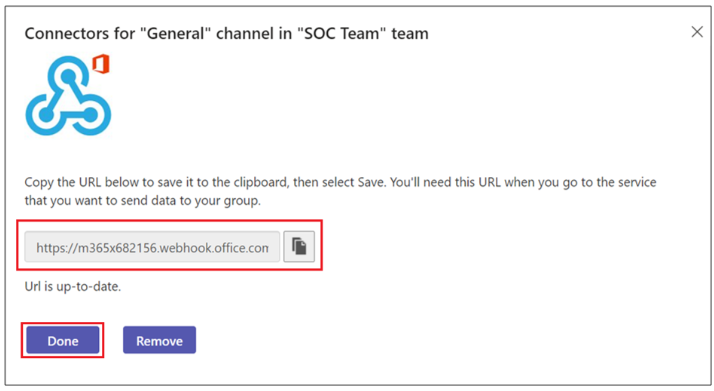 Connectors for "General" channel in "SOC Team" team
Copy the URL below to save it to the clipboard, then select Save. You'll need this URL when you go to the service
that you want to send data to your group.
https://m365x682156.webhook.office.com
Url is up-to-date.
Done
Remove